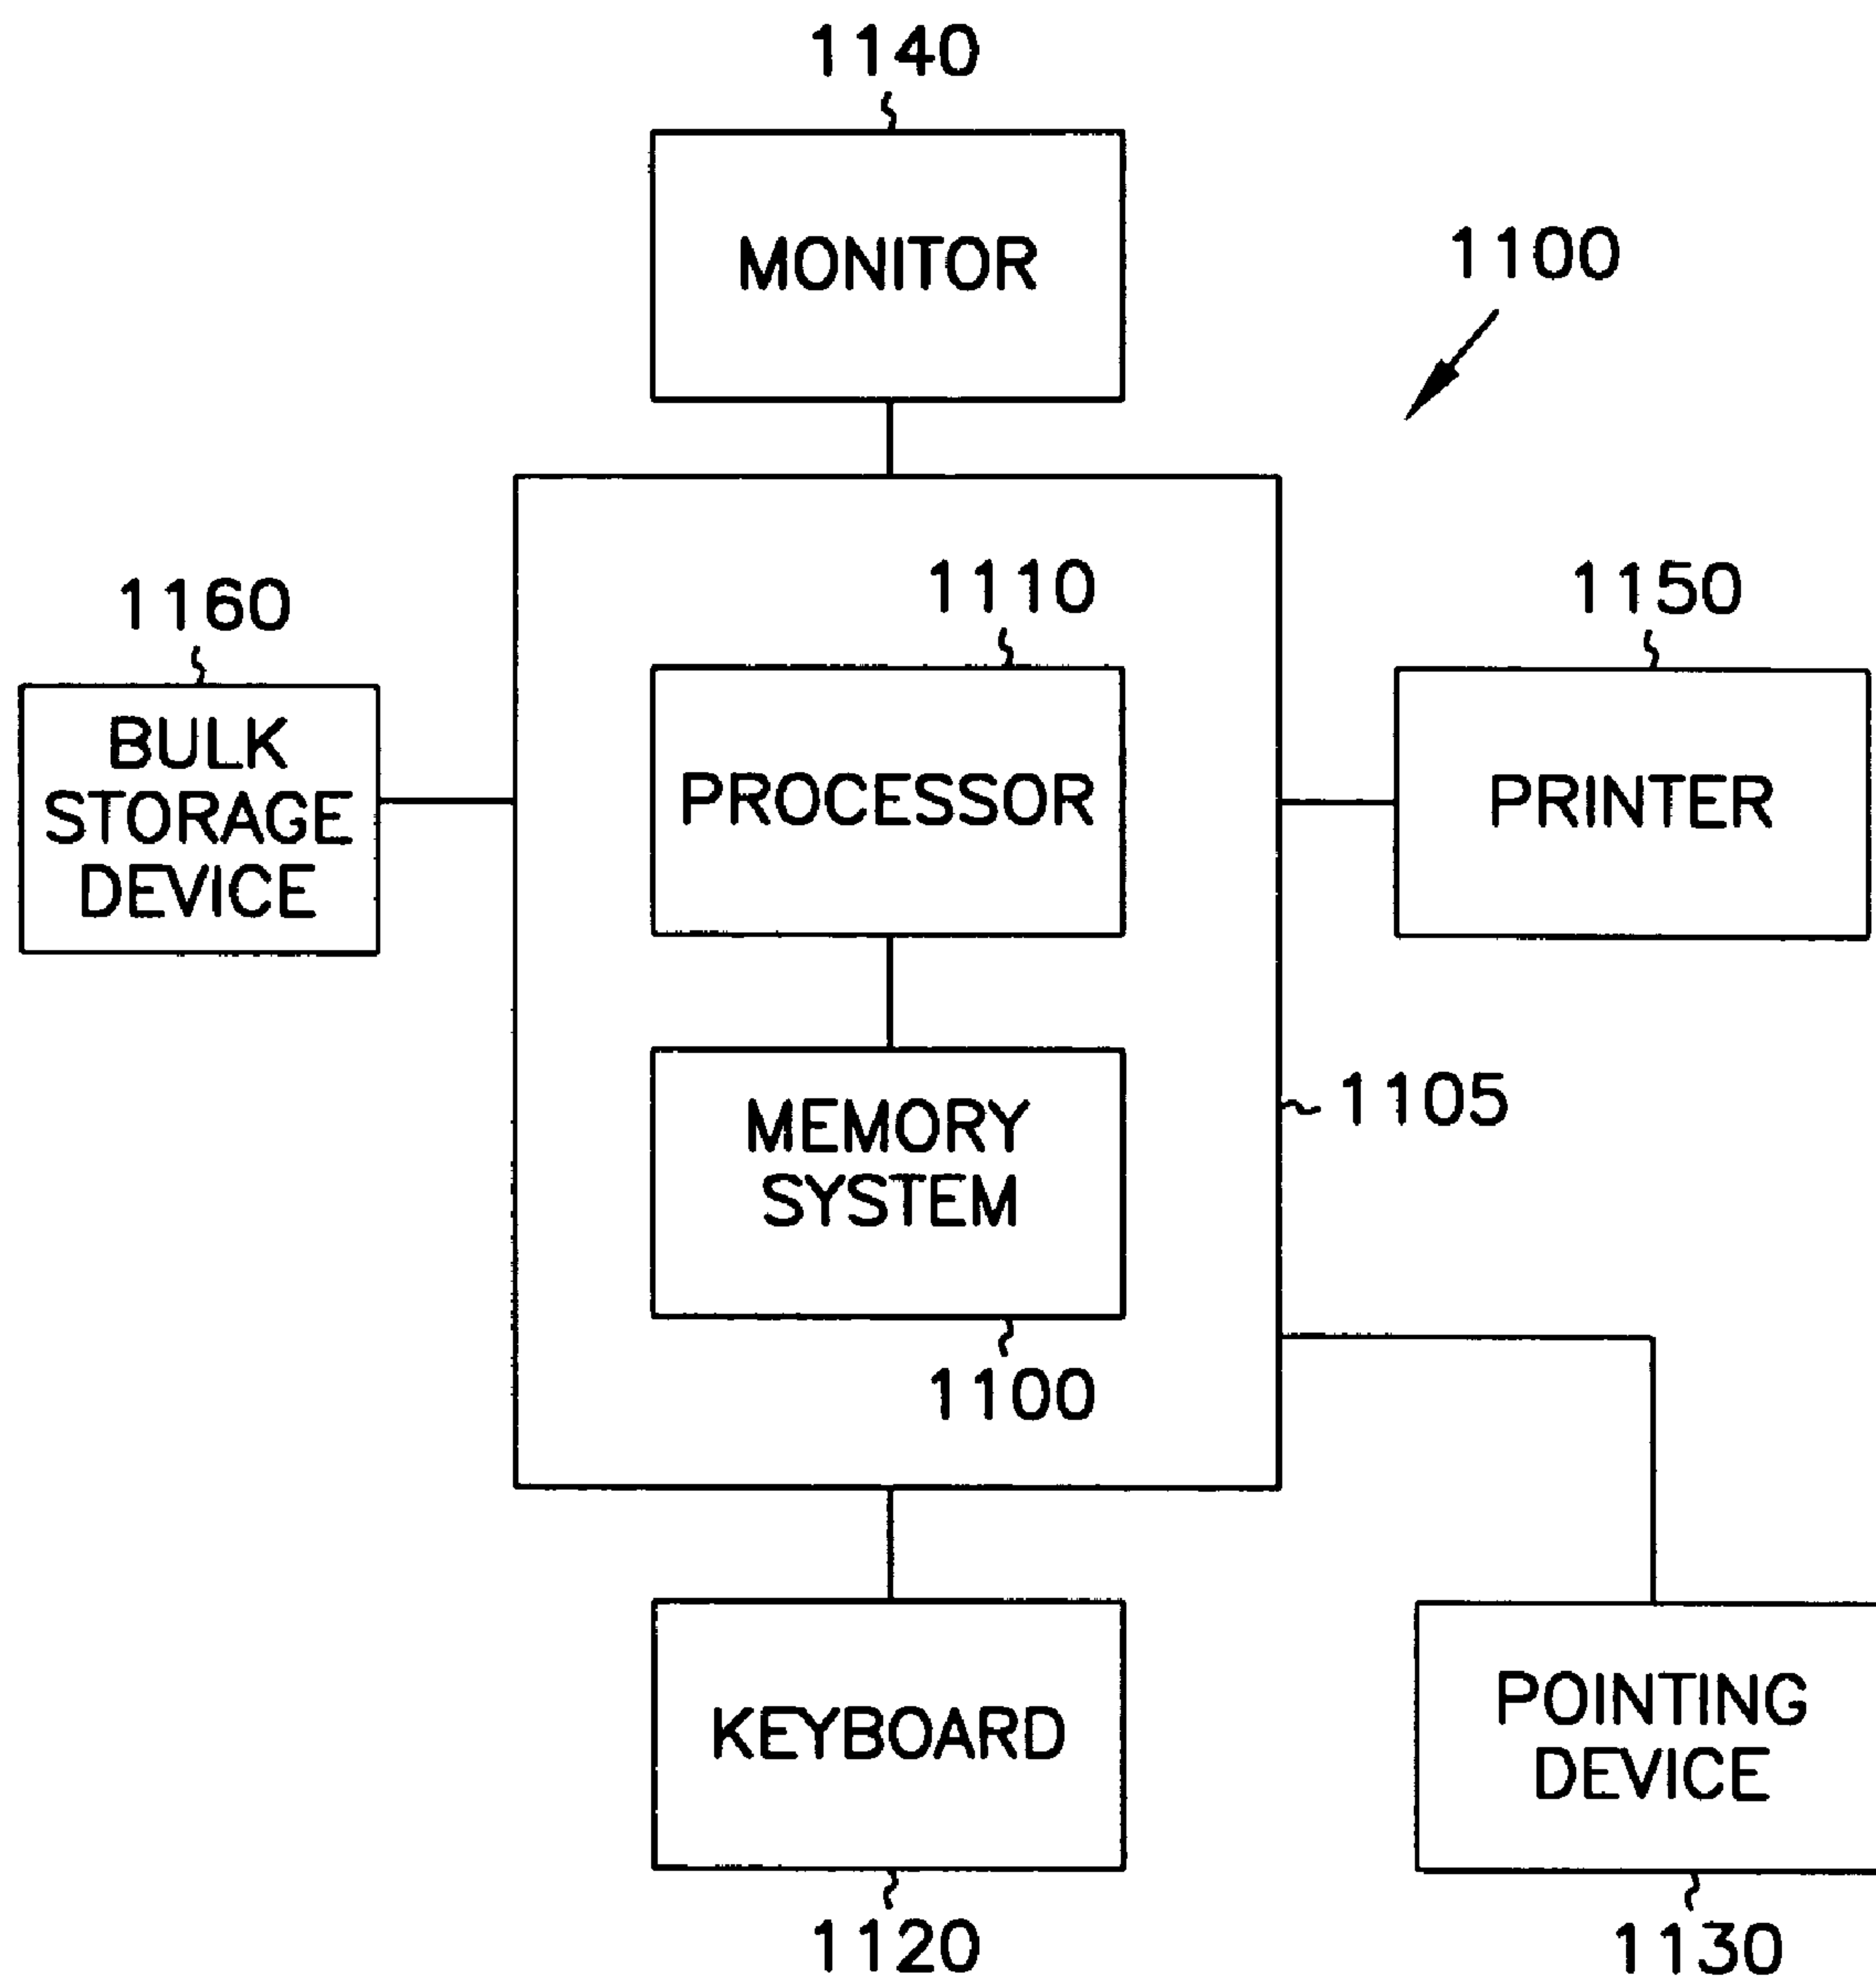 1140
MONITOR
1100
1160
BULK
STORAGE
DEVICE
1110
PROCESSOR
1150
PRINTER
MEMORY
SYSTEM
1105
1100
KEYBOARD
1120
POINTING
DEVICE
1130